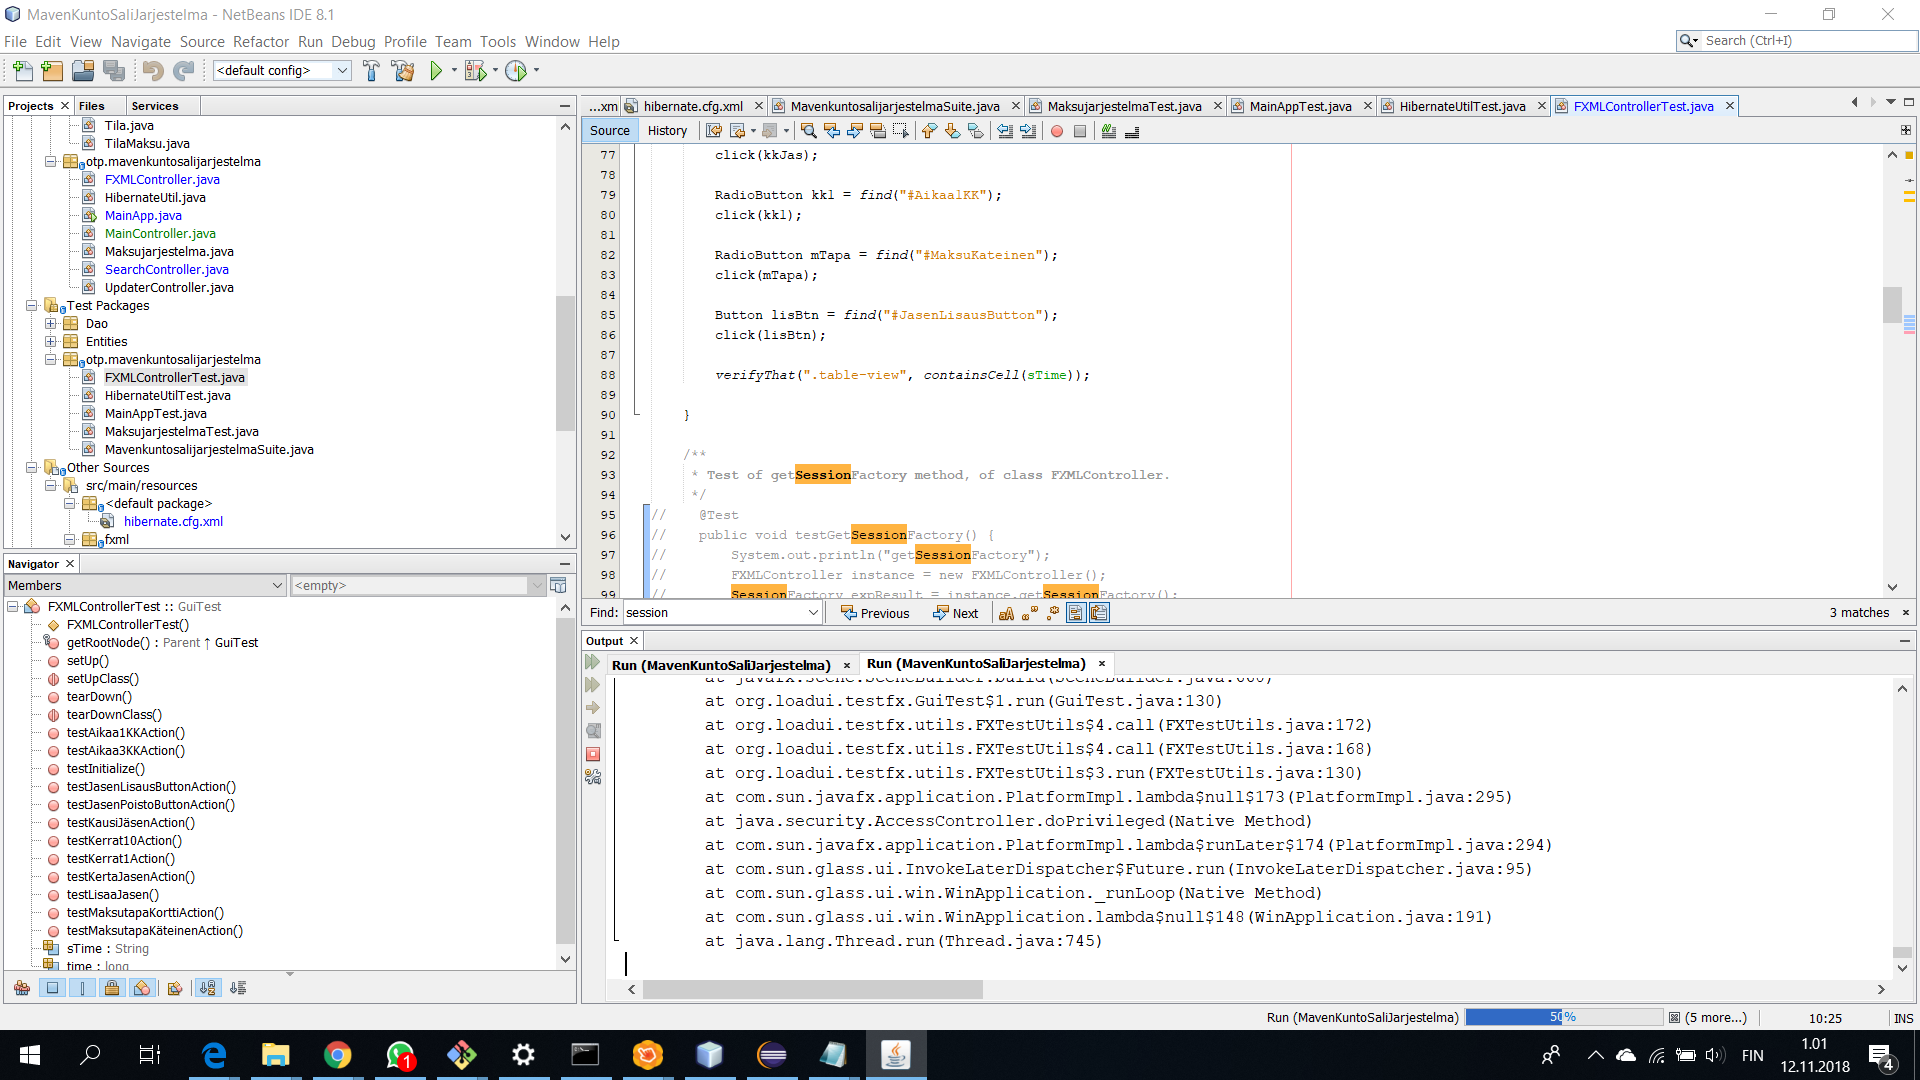 MavenKuntoSaliJarjestelma - NetBeans IDE 8.1
File Edit View Navigate Source Refactor Run Debug Profile Team Tools Window Help
Search (Ctrl+I)
<default config>
Projects Files Services
Tila.java
TilaMaksu.java
otp.mavenkuntosalijarjestelma
FXMLController.java
HibernateUtil.java
MainApp.java
MainController.java
Maksujarjestelma.java
SearchController.java
UpdaterController.java
Test Packages
Dao
Entities
otp.mavenkuntosalijarjestelma
FXMLControllerTest.java
HibernateUtilTest.java
MainAppTest.java
MaksujarjestelmaTest.java
MavenkuntosalijarjestelmaSuite.java
Other Sources
src/main/resources
<default package>
hibernate.cfg.xml
fxml
Navigator
Members <empty>
FXMLControllerTest :: GuiTest
FXMLControllerTest()
getRootNode() : Parent ↑ GuiTest
setUp()
setUpClass()
tearDown()
tearDownClass()
testAikaa1KKAction()
testAikaa3KKAction()
testInitialize()
testJasenLisausButtonAction()
testJasenPoistoButtonAction()
testKausiJäsenAction()
testKerrat10Action()
testKerrat1Action()
testKertaJasenAction()
testLisaaJasen()
testMaksutapaKorttiAction()
testMaksutapaKäteinenAction()
sTime : String
time : long
...xm hibernate.cfg.xml MavenkuntosalijarjestelmaSuite.java MaksujarjestelmaTest.java MainAppTest.java HibernateUtilTest.java FXMLControllerTest.java
Source History
77 click(kkJas);
78
79 RadioButton kk1 = find("#Aikaa1KK");
80 click(kk1);
81
82 RadioButton mTapa = find("#MaksuKateinen");
83 click(mTapa);
84
85 Button lisBtn = find("#JasenLisausButton");
86 click(lisBtn);
87
88 verifyThat(".table-view", containsCell(sTime));
89
90 }
91
92 /**
93 * Test of getSessionFactory method, of class FXMLController.
94 */
95 // @Test
96 // public void testGetSessionFactory() {
97 // System.out.println("getSessionFactory");
98 // FXMLController instance = new FXMLController();
99 // SessionFactory expResult = instance.getSessionFactory();
Find: session Previous Next 3 matches
Output
Run (MavenKuntoSaliJarjestelma) Run (MavenKuntoSaliJarjestelma)
at javafx.scene.SceneBuilder.build(SceneBuilder.java:606)
at org.loadui.testfx.GuiTest$1.run(GuiTest.java:130)
at org.loadui.testfx.utils.FXTestUtils$4.call(FXTestUtils.java:172)
at org.loadui.testfx.utils.FXTestUtils$4.call(FXTestUtils.java:168)
at org.loadui.testfx.utils.FXTestUtils$3.run(FXTestUtils.java:130)
at com.sun.javafx.application.PlatformImpl.lambda$null$173(PlatformImpl.java:295)
at java.security.AccessController.doPrivileged(Native Method)
at com.sun.javafx.application.PlatformImpl.lambda$runLater$174(PlatformImpl.java:294)
at com.sun.glass.ui.InvokeLaterDispatcher$Future.run(InvokeLaterDispatcher.java:95)
at com.sun.glass.ui.win.WinApplication._runLoop(Native Method)
at com.sun.glass.ui.win.WinApplication.lambda$null$148(WinApplication.java:191)
at java.lang.Thread.run(Thread.java:745)
Run (MavenKuntoSaliJarjestelma) 50% (5 more...) 10:25 INS
1
FIN
1.01
12.11.2018
4